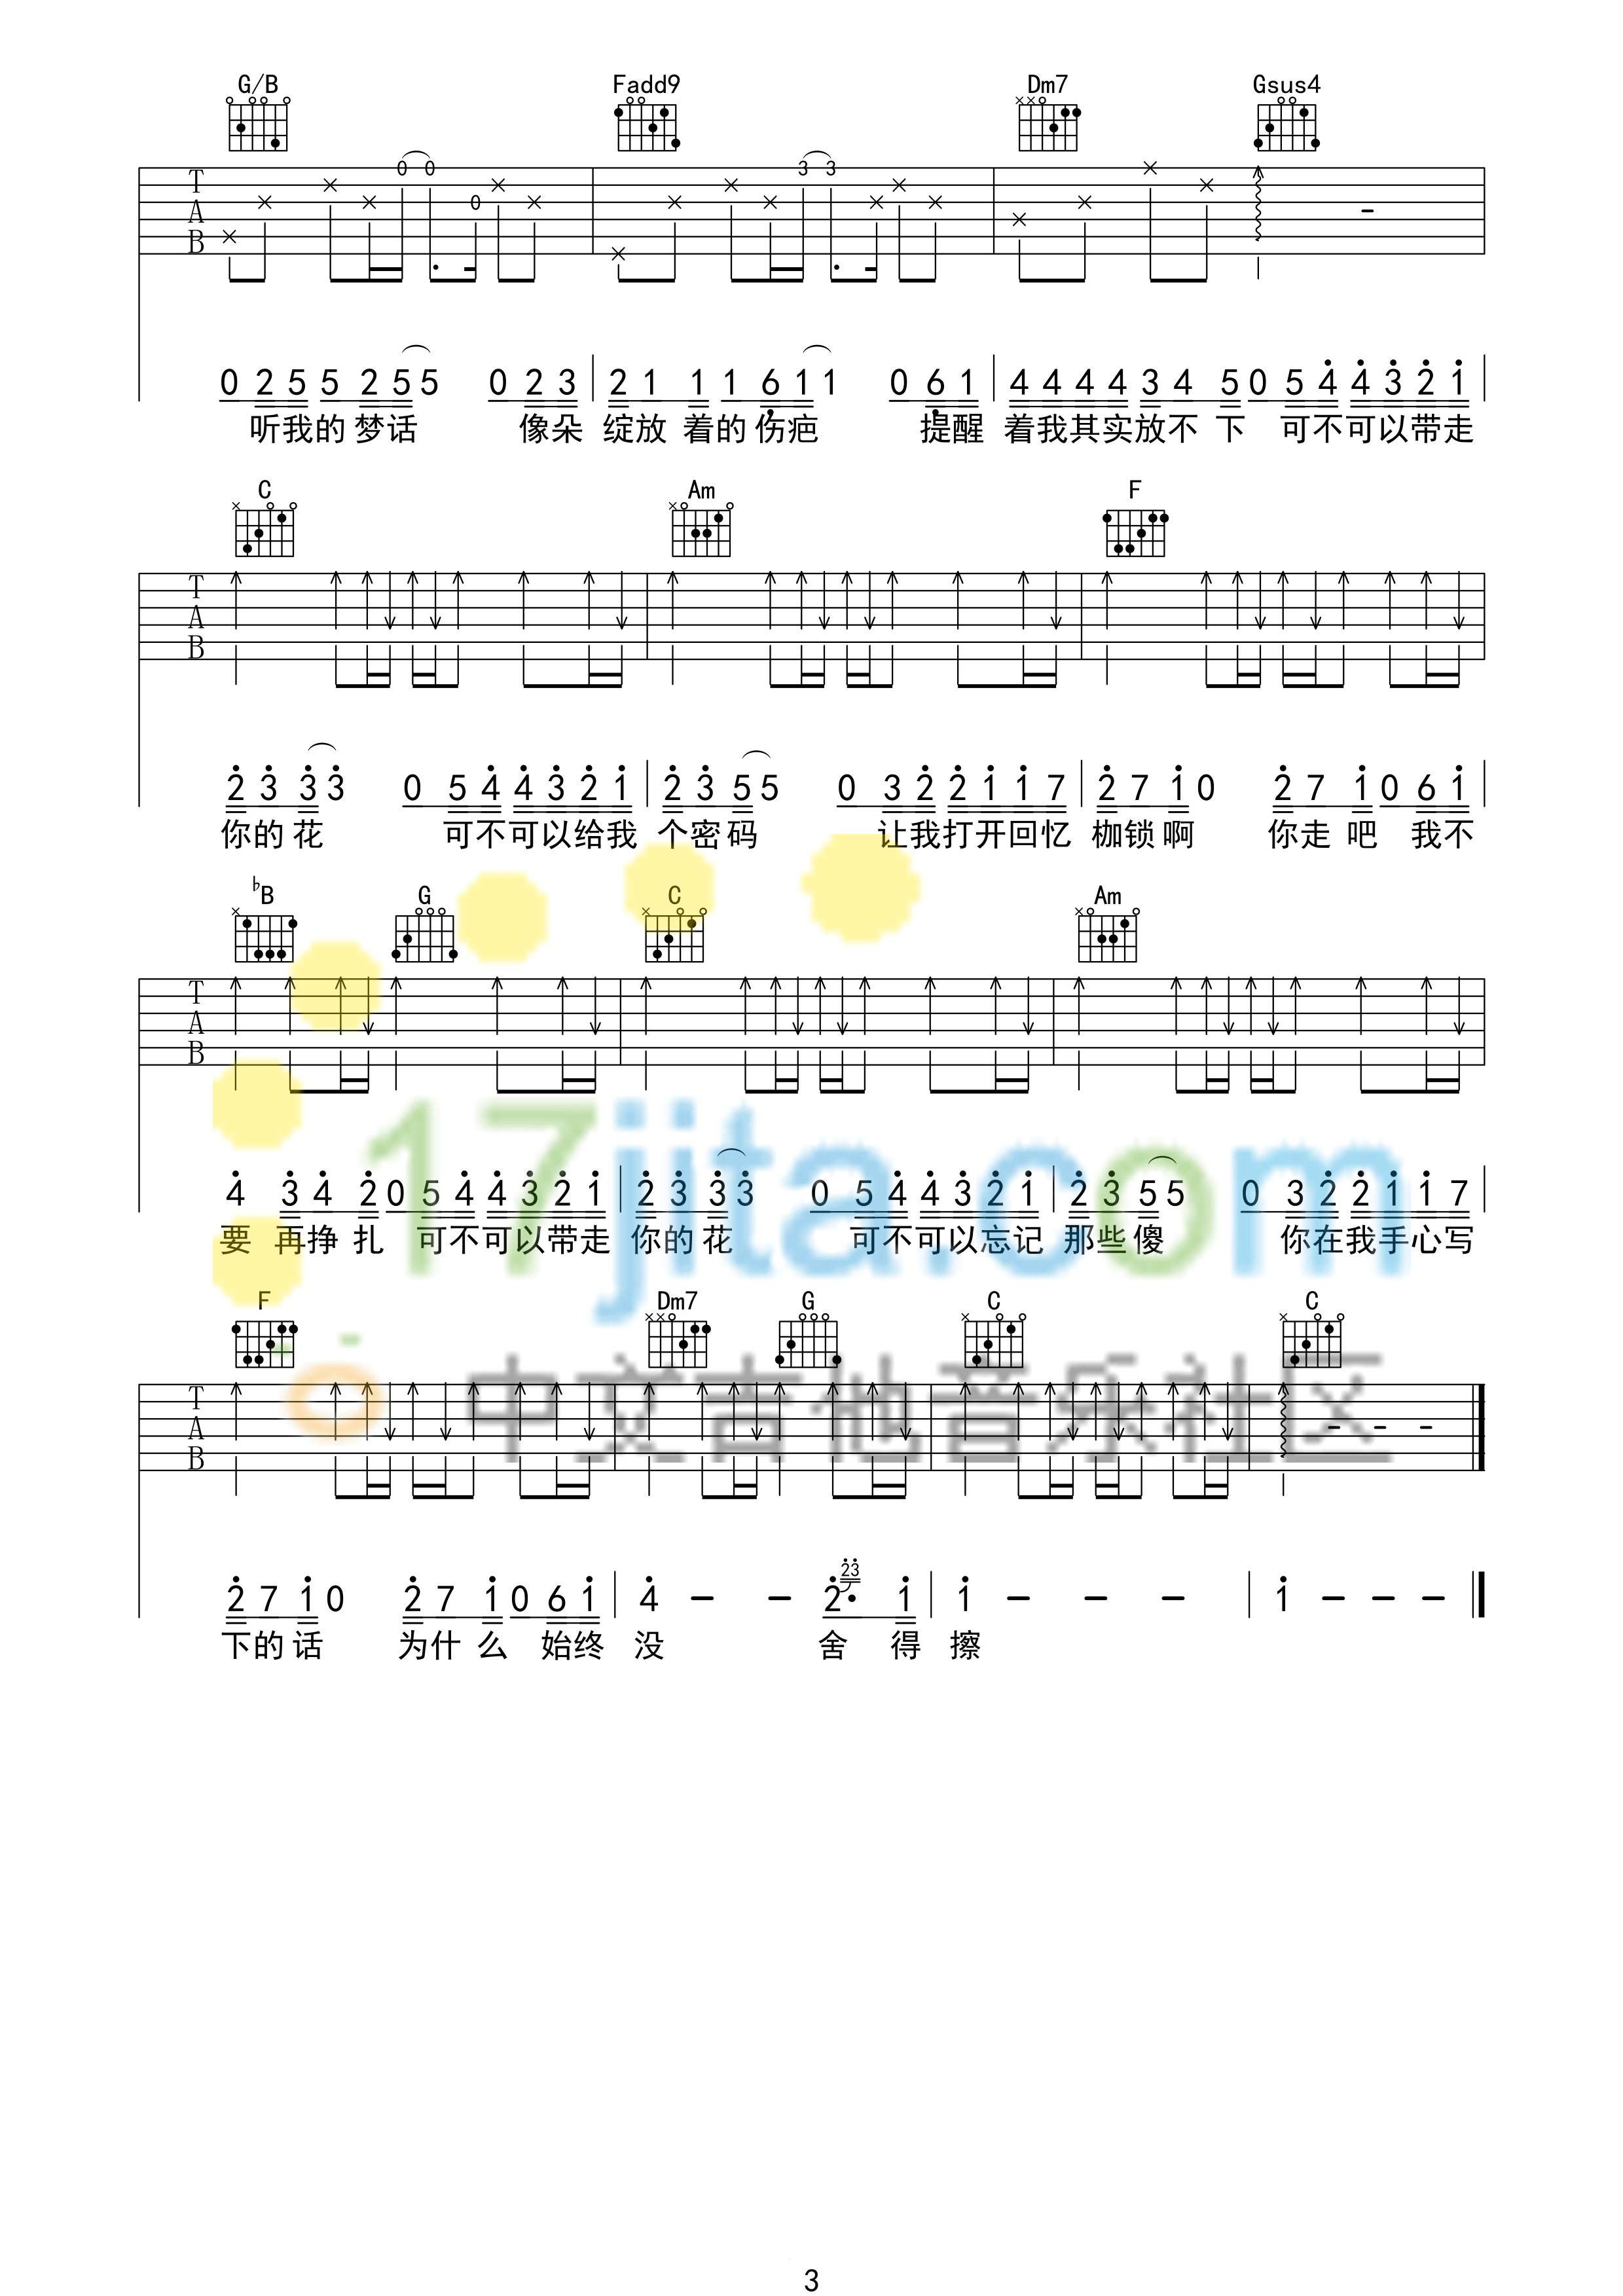 G/B Fadd9 Dm7 Gsus4
0 0 0 3 3
T
A
B
0 2 5 5 2 5 5 0 2 3 2 1 1 1 6 1 1 0 6 1 4 4 4 4 3 4 5 0 5 4 4 3 2 1
听我的 梦话 像朵 绽放 着的 伤疤 提醒 着我其实放不 下 可不可以带走
C Am F
T
A
B
2 3 3 3 0 5 4 4 3 2 1 2 3 5 5 0 3 2 2 1 1 7 2 7 1 0 2 7 1 0 6 1
你的 花 可不可以给我 个密 码 让我打开回忆 枷锁 啊 你走 吧 我不
♭B G C Am
T
A
B
4 3 4 2 0 5 4 4 3 2 1 2 3 3 3 0 5 4 4 3 2 1 2 3 5 5 0 3 2 2 1 1 7
要 再挣 扎 可不可以带走 你的 花 可不可以忘记 那些 傻 你在我手心写
17jita.com
F Dm7 G C C
中文吉他音乐社区
T
A
B
2 7 1 0 2 7 1 0 6 1 4 – – 2· 23 1 1 – – – 1 – – –
下的 话 为什 么 始终 没 舍 得 擦
3